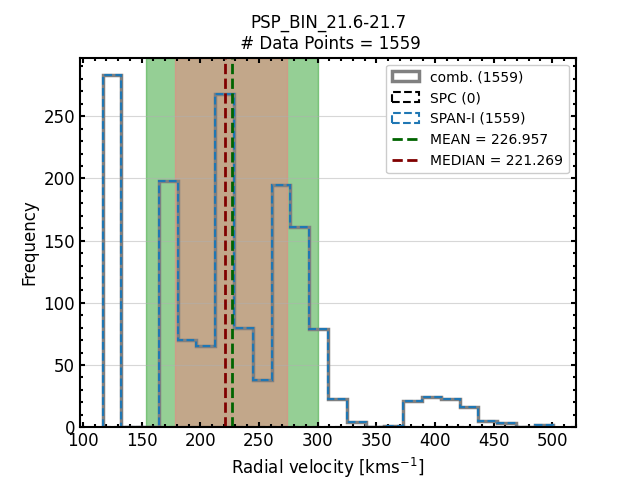 PSP_BIN_21.6-21.7
# Data Points = 1559
comb. (1559)
SPC (0)
SPAN-I (1559)
MEAN = 226.957
MEDIAN = 221.269
Frequency
250
200
150
100
50
0
100 150 200 250 300 350 400 450 500
Radial velocity [kms⁻¹]